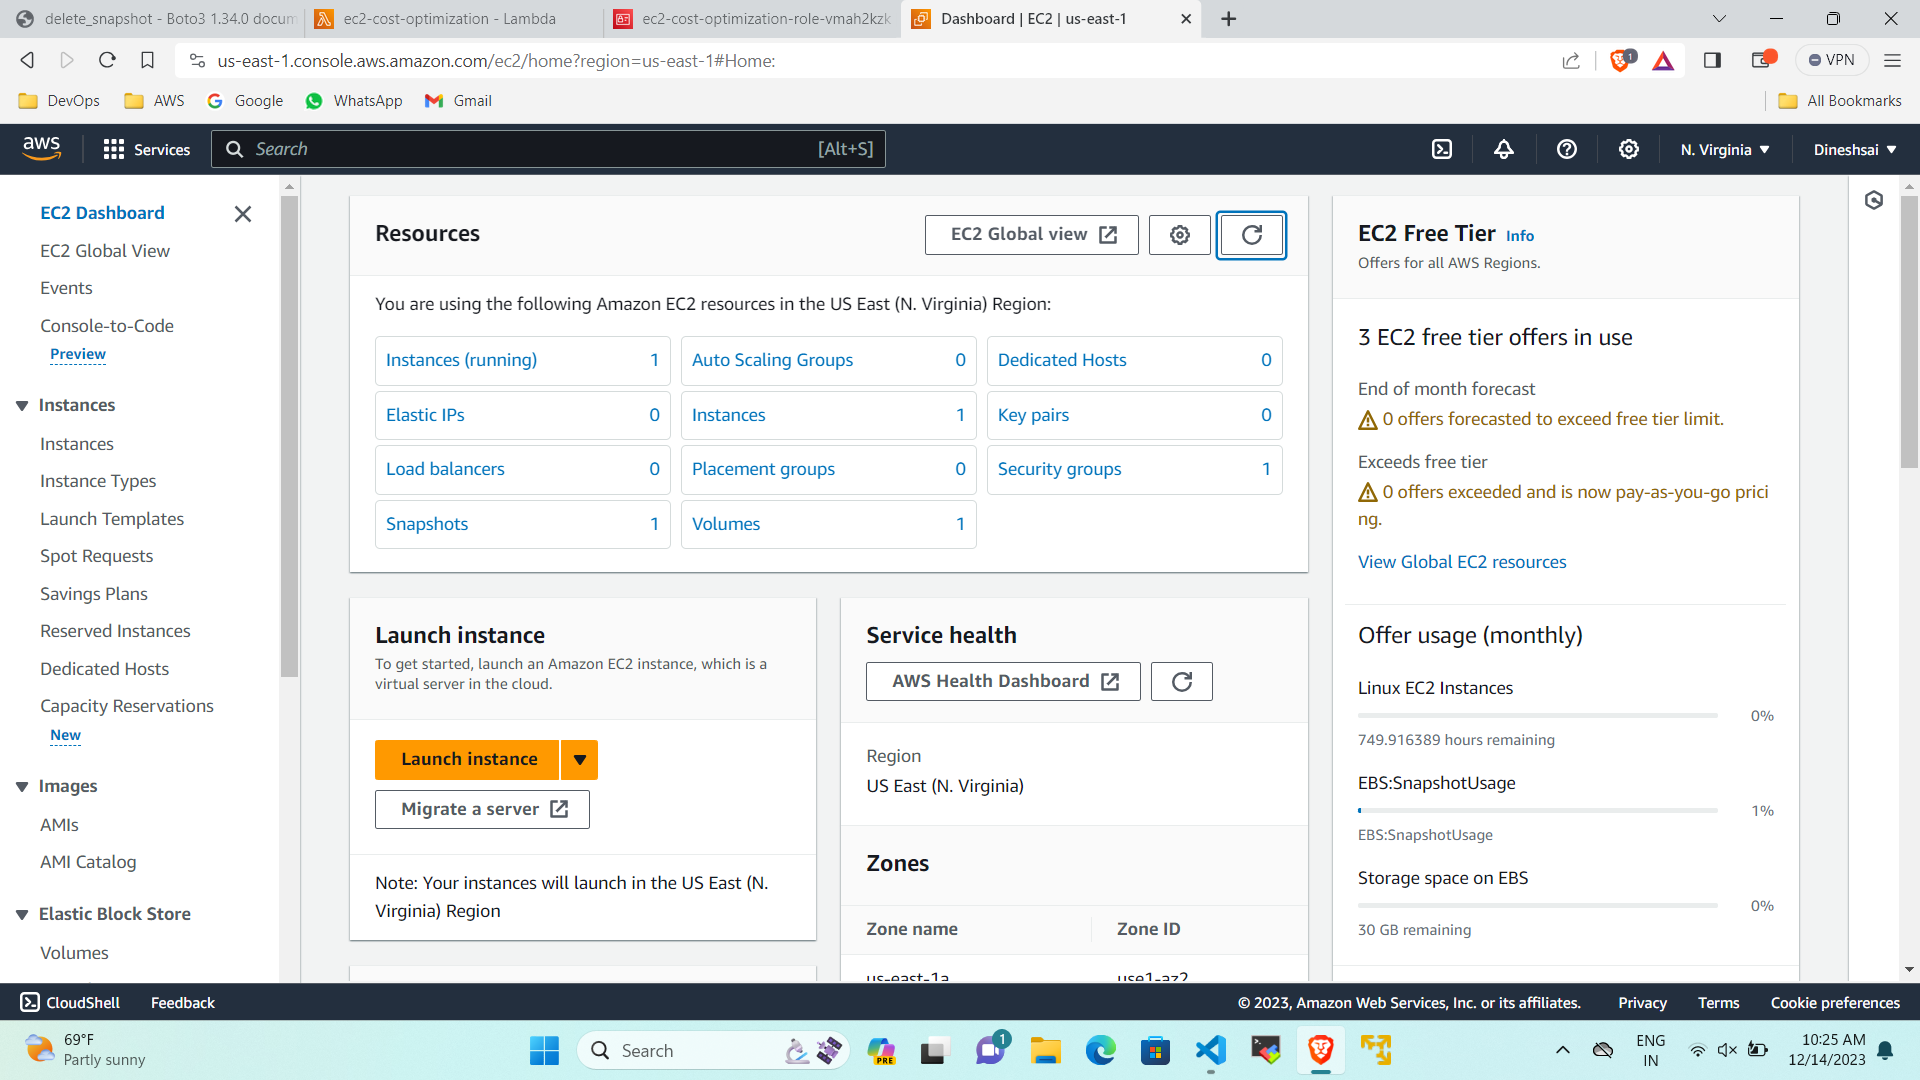 delete_snapshot - Boto3 1.34.0 docum
ec2-cost-optimization - Lambda
ec2-cost-optimization-role-vmah2kzk
Dashboard | EC2 | us-east-1
us-east-1.console.aws.amazon.com/ec2/home?region=us-east-1#Home:
1
VPN
DevOps
AWS
Google
WhatsApp
Gmail
All Bookmarks
aws
Services
Search
[Alt+S]
N. Virginia
Dineshsai
EC2 Dashboard
EC2 Global View
Events
Console-to-Code
Preview
Instances
Instances
Instance Types
Launch Templates
Spot Requests
Savings Plans
Reserved Instances
Dedicated Hosts
Capacity Reservations
New
Images
AMIs
AMI Catalog
Elastic Block Store
Volumes
Resources
EC2 Global view
You are using the following Amazon EC2 resources in the US East (N. Virginia) Region:
Instances (running) 1
Auto Scaling Groups 0
Dedicated Hosts 0
Elastic IPs 0
Instances 1
Key pairs 0
Load balancers 0
Placement groups 0
Security groups 1
Snapshots 1
Volumes 1
Launch instance
To get started, launch an Amazon EC2 instance, which is a
virtual server in the cloud.
Launch instance
Migrate a server
Note: Your instances will launch in the US East (N.
Virginia) Region
Service health
AWS Health Dashboard
Region
US East (N. Virginia)
Zones
Zone name
Zone ID
us-east-1a
use1-az2
EC2 Free Tier Info
Offers for all AWS Regions.
3 EC2 free tier offers in use
End of month forecast
0 offers forecasted to exceed free tier limit.
Exceeds free tier
0 offers exceeded and is now pay-as-you-go prici
ng.
View Global EC2 resources
Offer usage (monthly)
Linux EC2 Instances
0%
749.916389 hours remaining
EBS:SnapshotUsage
1%
EBS:SnapshotUsage
Storage space on EBS
0%
30 GB remaining
CloudShell
Feedback
© 2023, Amazon Web Services, Inc. or its affiliates.
Privacy
Terms
Cookie preferences
69°F
Partly sunny
Search
PRE
1
ENG
IN
10:25 AM
12/14/2023